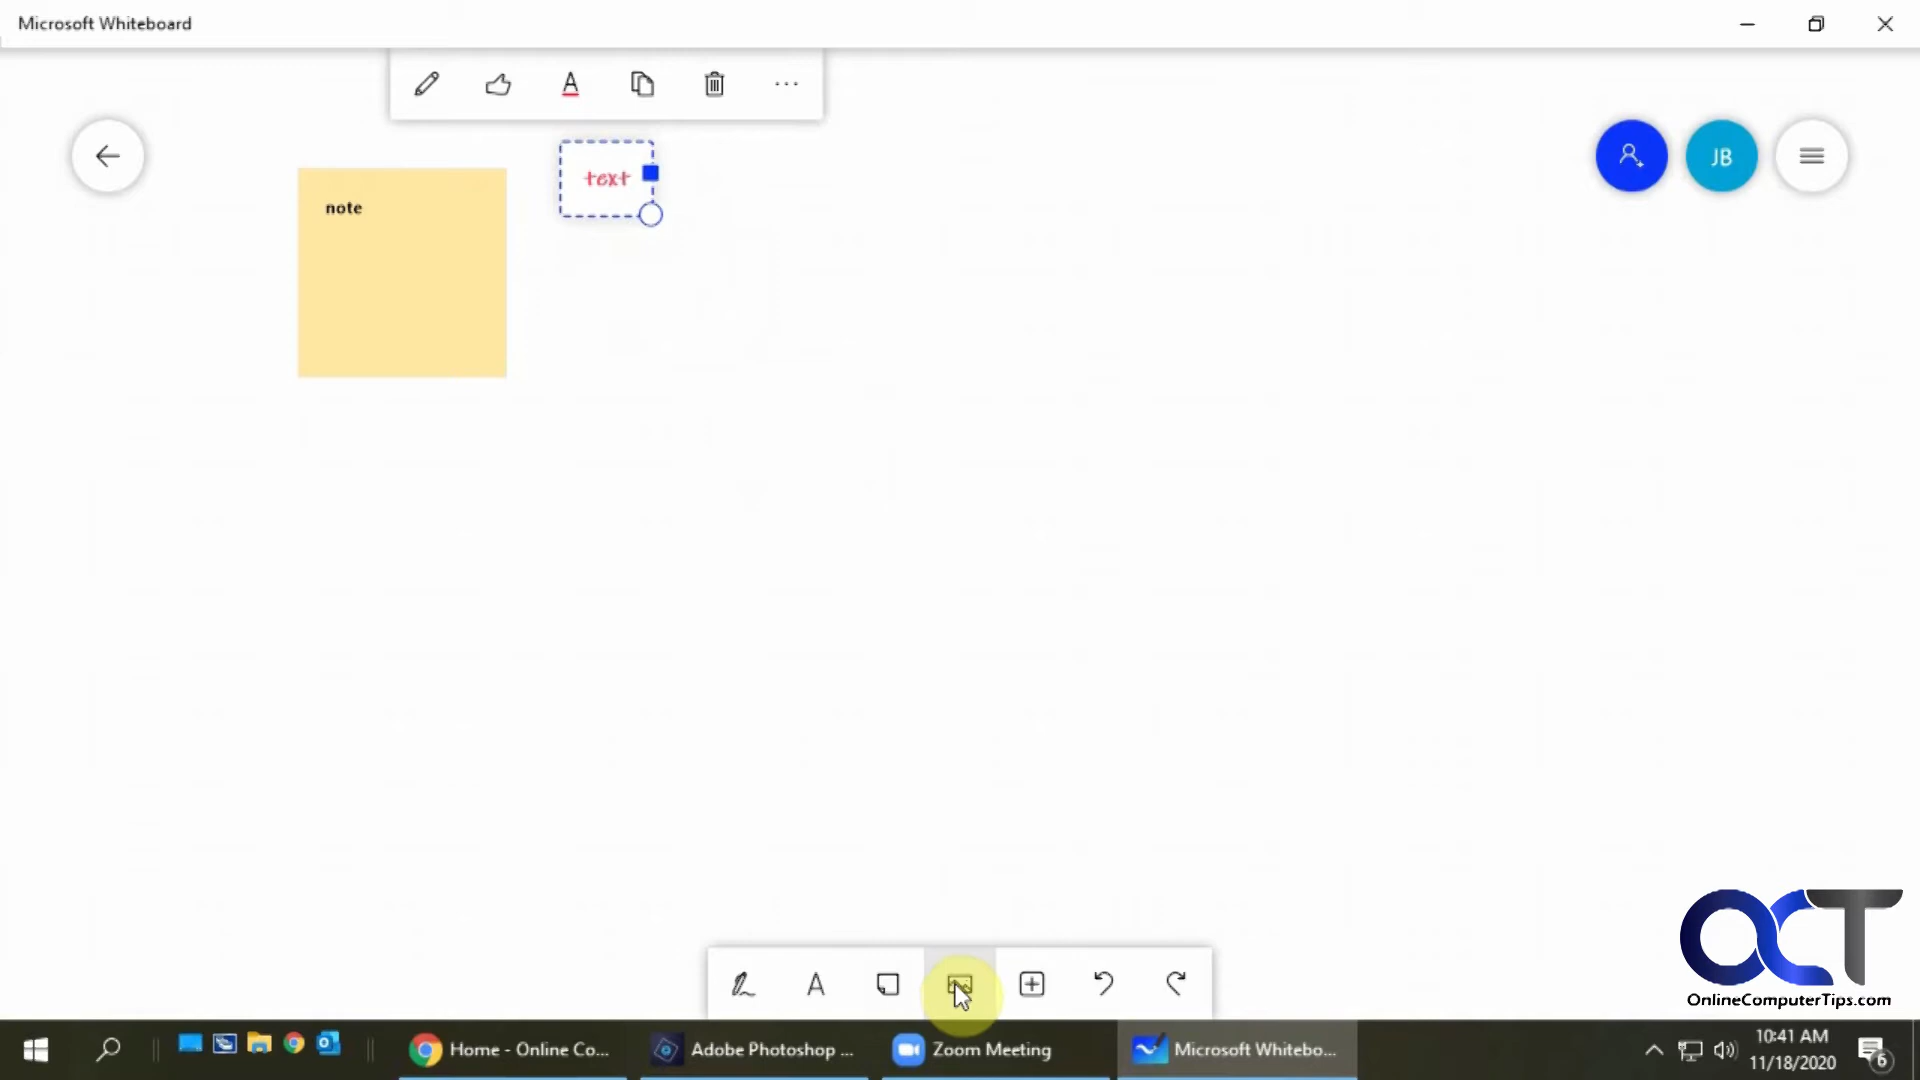 Microsoft Whiteboard
JB
note
text
OCT
OnlineComputerTips.com
Home - Online Co...
Adobe Photoshop ...
Zoom Meeting
Microsoft Whitebo...
10:41 AM
11/18/2020
6